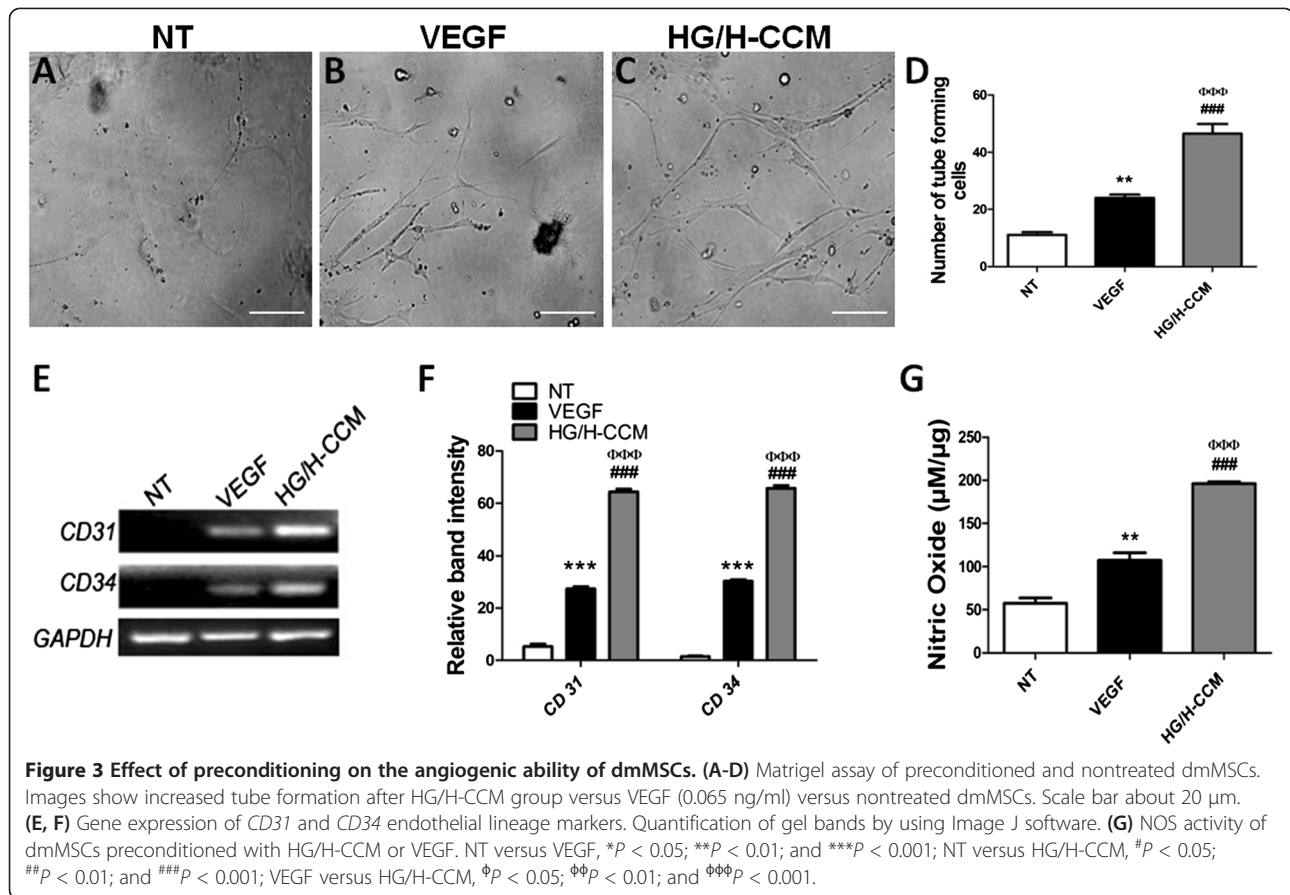 NT VEGF HG/H-CCM
A B C D
Number of tube forming
cells
60
40
20
0
**
ΦΦΦ
###
NT VEGF HG/H-CCM
E
NT VEGF HG/H-CCM
CD31
CD34
GAPDH
F
NT
VEGF
HG/H-CCM
Relative band intensity
80
60
40
20
0
***
ΦΦΦ
###
***
ΦΦΦ
###
CD 31 CD 34
G
Nitric Oxide (µM/µg)
250
200
150
100
50
0
**
ΦΦΦ
###
NT VEGF HG/H-CCM
Figure 3 Effect of preconditioning on the angiogenic ability of dmMSCs. (A-D) Matrigel assay of preconditioned and nontreated dmMSCs.
Images show increased tube formation after HG/H-CCM group versus VEGF (0.065 ng/ml) versus nontreated dmMSCs. Scale bar about 20 µm.
(E, F) Gene expression of CD31 and CD34 endothelial lineage markers. Quantification of gel bands by using Image J software. (G) NOS activity of
dmMSCs preconditioned with HG/H-CCM or VEGF. NT versus VEGF, *P < 0.05; **P < 0.01; and ***P < 0.001; NT versus HG/H-CCM, #P < 0.05;
##P < 0.01; and ###P < 0.001; VEGF versus HG/H-CCM, ϕP < 0.05; ϕϕP < 0.01; and ϕϕϕP < 0.001.